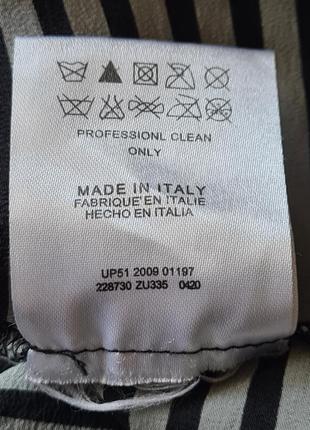 PROFESSIONL CLEAN
ONLY
MADE IN ITALY
FABRIQUE'EN ITALIE
HECHO EN ITALIA
UP51 2009 01197
228730 ZU335 0420